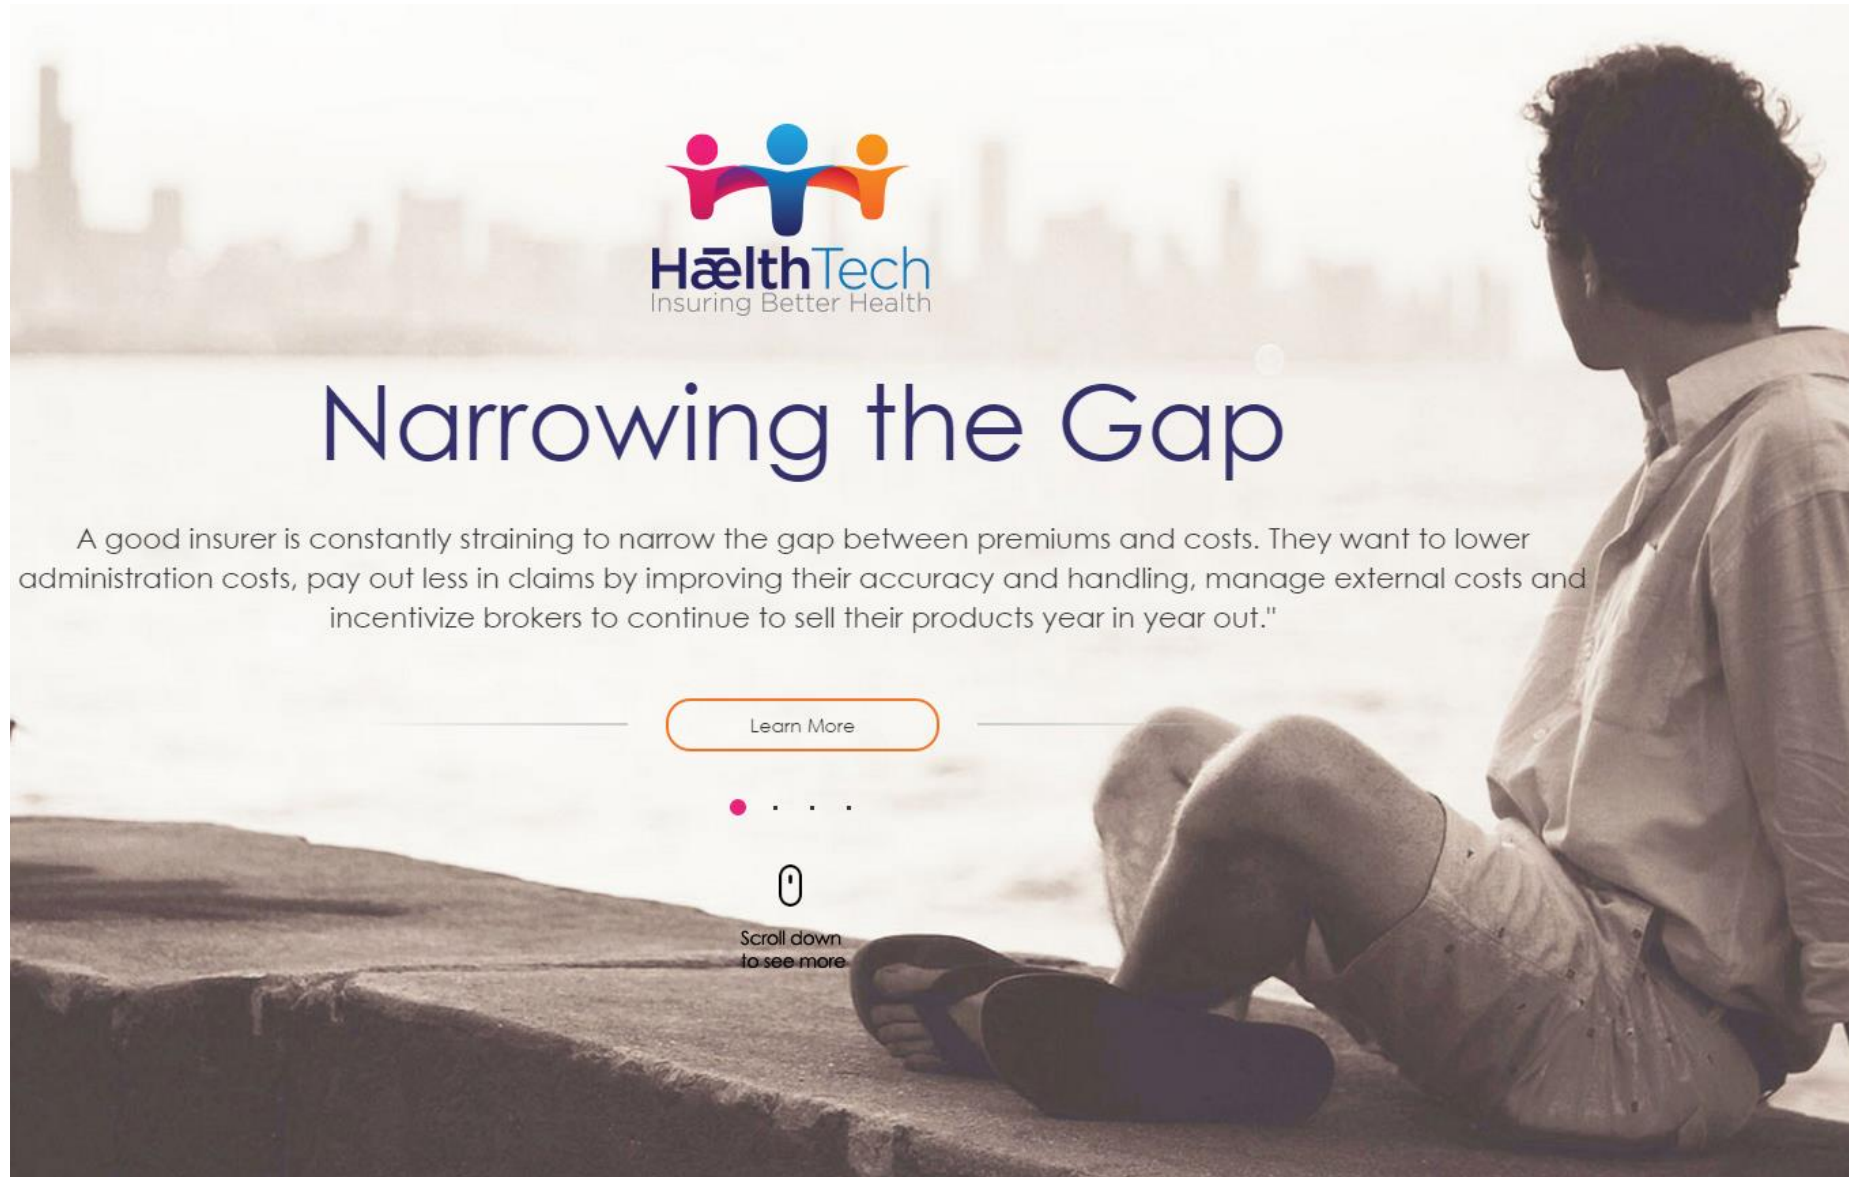 HǣlthTech
Insuring Better Health
Narrowing the Gap
A good insurer is constantly straining to narrow the gap between premiums and costs. They want to lower
administration costs, pay out less in claims by improving their accuracy and handling, manage external costs and
incentivize brokers to continue to sell their products year in year out."
Learn More
Scroll down
to see more